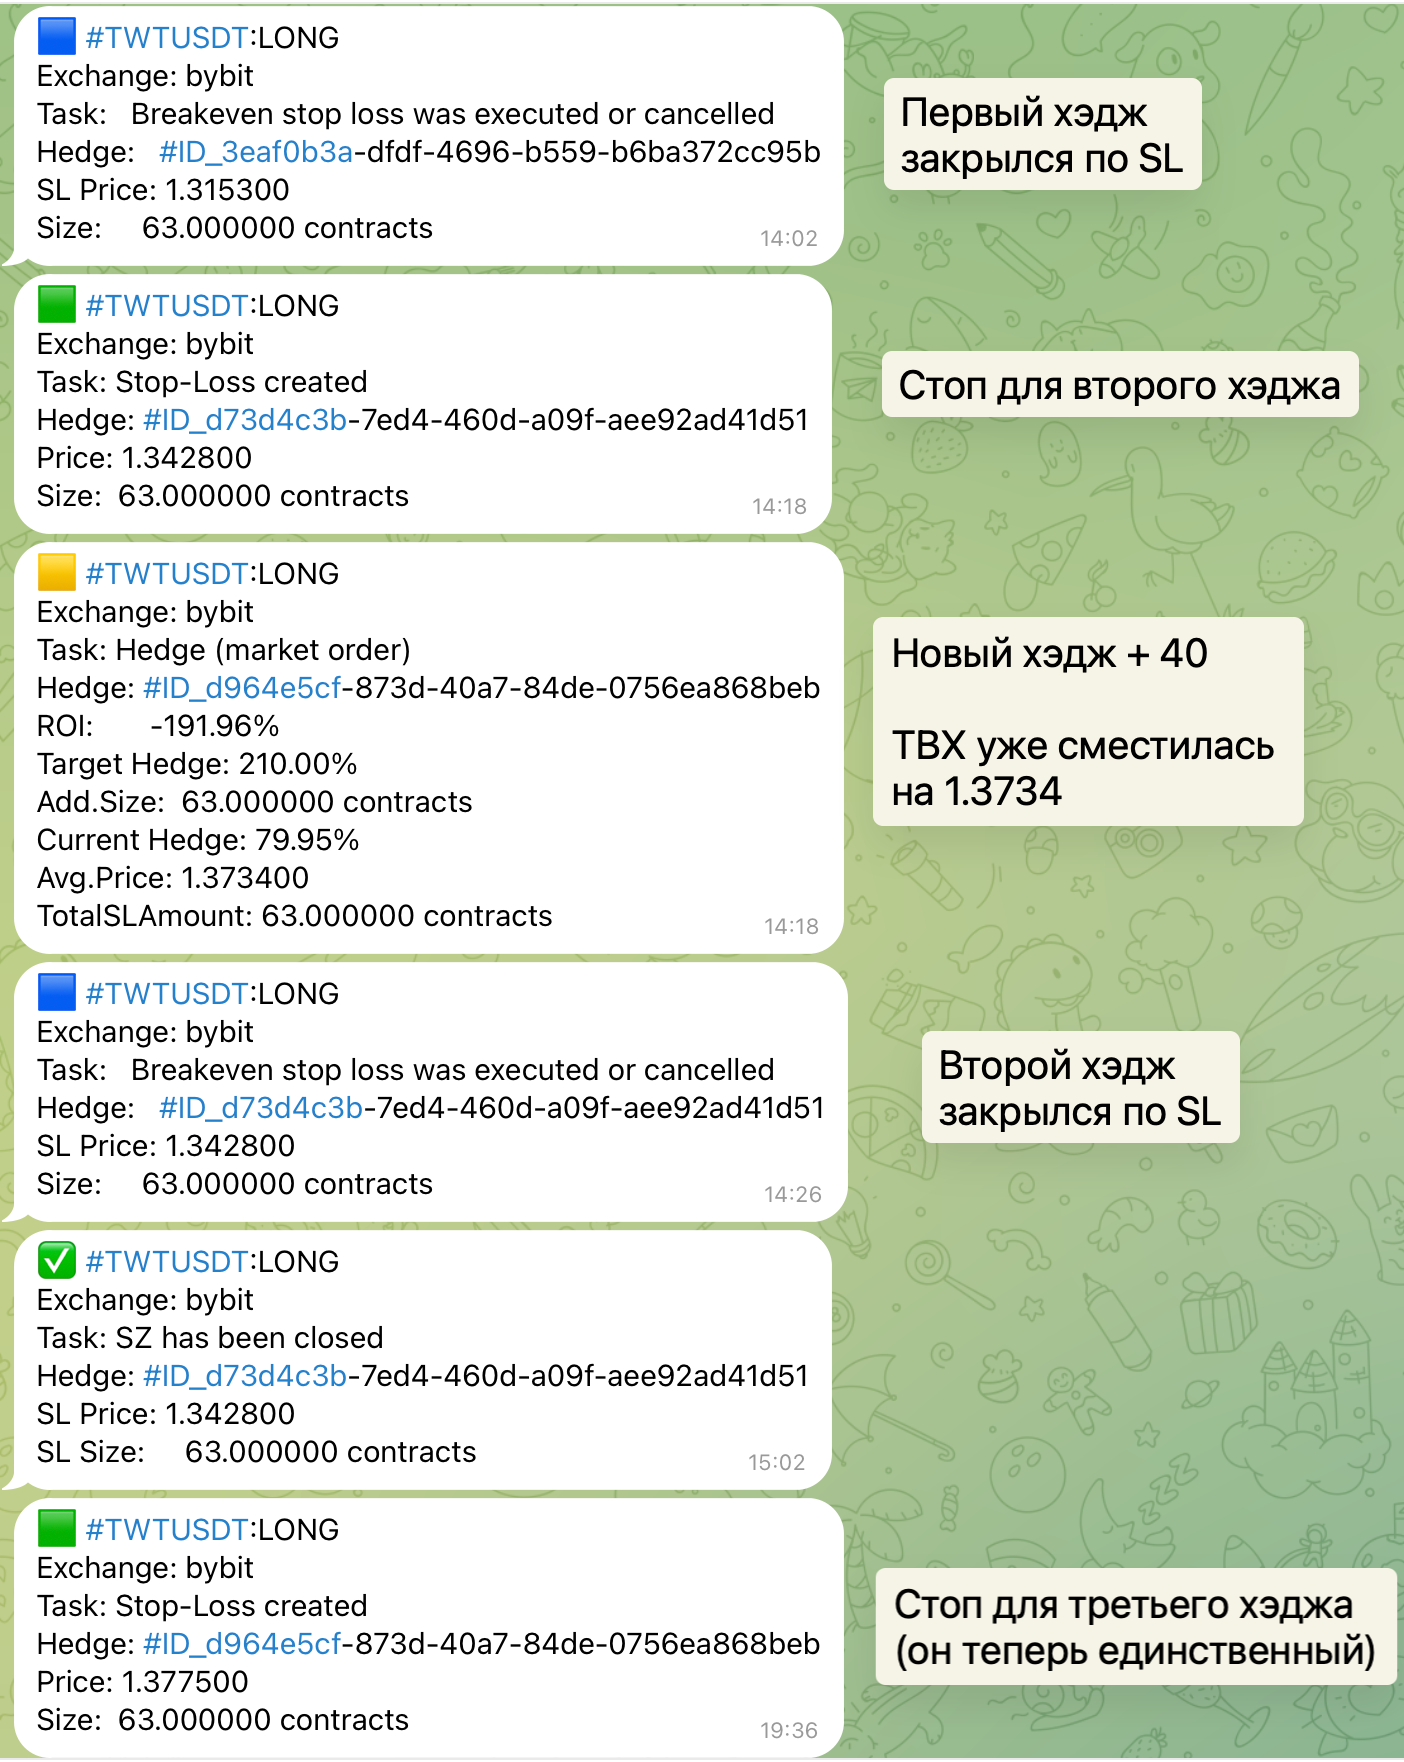 #TWTUSDT:LONG
Exchange: bybit
Task: Breakeven stop loss was executed or cancelled
Hedge: #ID_3eaf0b3a-dfdf-4696-b559-b6ba372cc95b
SL Price: 1.315300
Size: 63.000000 contracts
14:02
Первый хэдж
закрылся по SL
#TWTUSDT:LONG
Exchange: bybit
Task: Stop-Loss created
Hedge: #ID_d73d4c3b-7ed4-460d-a09f-aee92ad41d51
Price: 1.342800
Size: 63.000000 contracts
14:18
Стоп для второго хэджа
#TWTUSDT:LONG
Exchange: bybit
Task: Hedge (market order)
Hedge: #ID_d964e5cf-873d-40a7-84de-0756ea868beb
ROI: -191.96%
Target Hedge: 210.00%
Add.Size: 63.000000 contracts
Current Hedge: 79.95%
Avg.Price: 1.373400
TotalSLAmount: 63.000000 contracts
14:18
Новый хэдж + 40
ТВХ уже сместилась
на 1.3734
#TWTUSDT:LONG
Exchange: bybit
Task: Breakeven stop loss was executed or cancelled
Hedge: #ID_d73d4c3b-7ed4-460d-a09f-aee92ad41d51
SL Price: 1.342800
Size: 63.000000 contracts
14:26
Второй хэдж
закрылся по SL
#TWTUSDT:LONG
Exchange: bybit
Task: SZ has been closed
Hedge: #ID_d73d4c3b-7ed4-460d-a09f-aee92ad41d51
SL Price: 1.342800
SL Size: 63.000000 contracts
15:02
#TWTUSDT:LONG
Exchange: bybit
Task: Stop-Loss created
Hedge: #ID_d964e5cf-873d-40a7-84de-0756ea868beb
Price: 1.377500
Size: 63.000000 contracts
19:36
Стоп для третьего хэджа
(он теперь единственный)